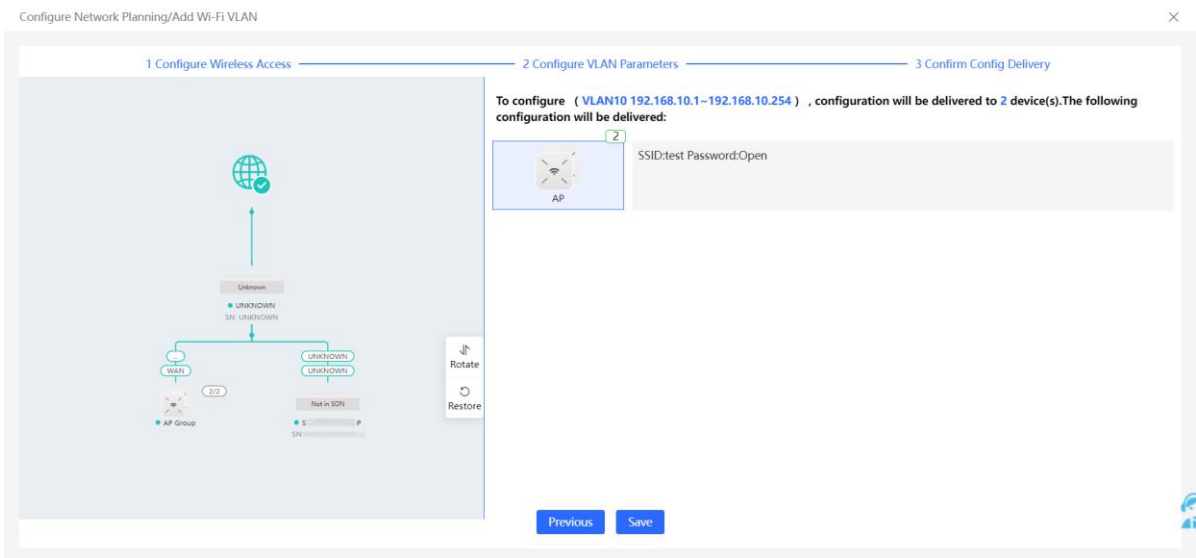 Configure Network Planning/Add Wi-Fi VLAN
1 Configure Wireless Access
2 Configure VLAN Parameters
3 Confirm Config Delivery
To configure ( VLAN10 192.168.10.1~192.168.10.254 ) , configuration will be delivered to 2 device(s).The following
configuration will be delivered:
2
AP
SSID:test Password:Open
Unknown
UNKNOWN
SN: UNKNOWN
...
WAN
UNKNOWN
UNKNOWN
2/2
AP Group
Not in SON
S P
SN
Rotate
Restore
Previous
Save